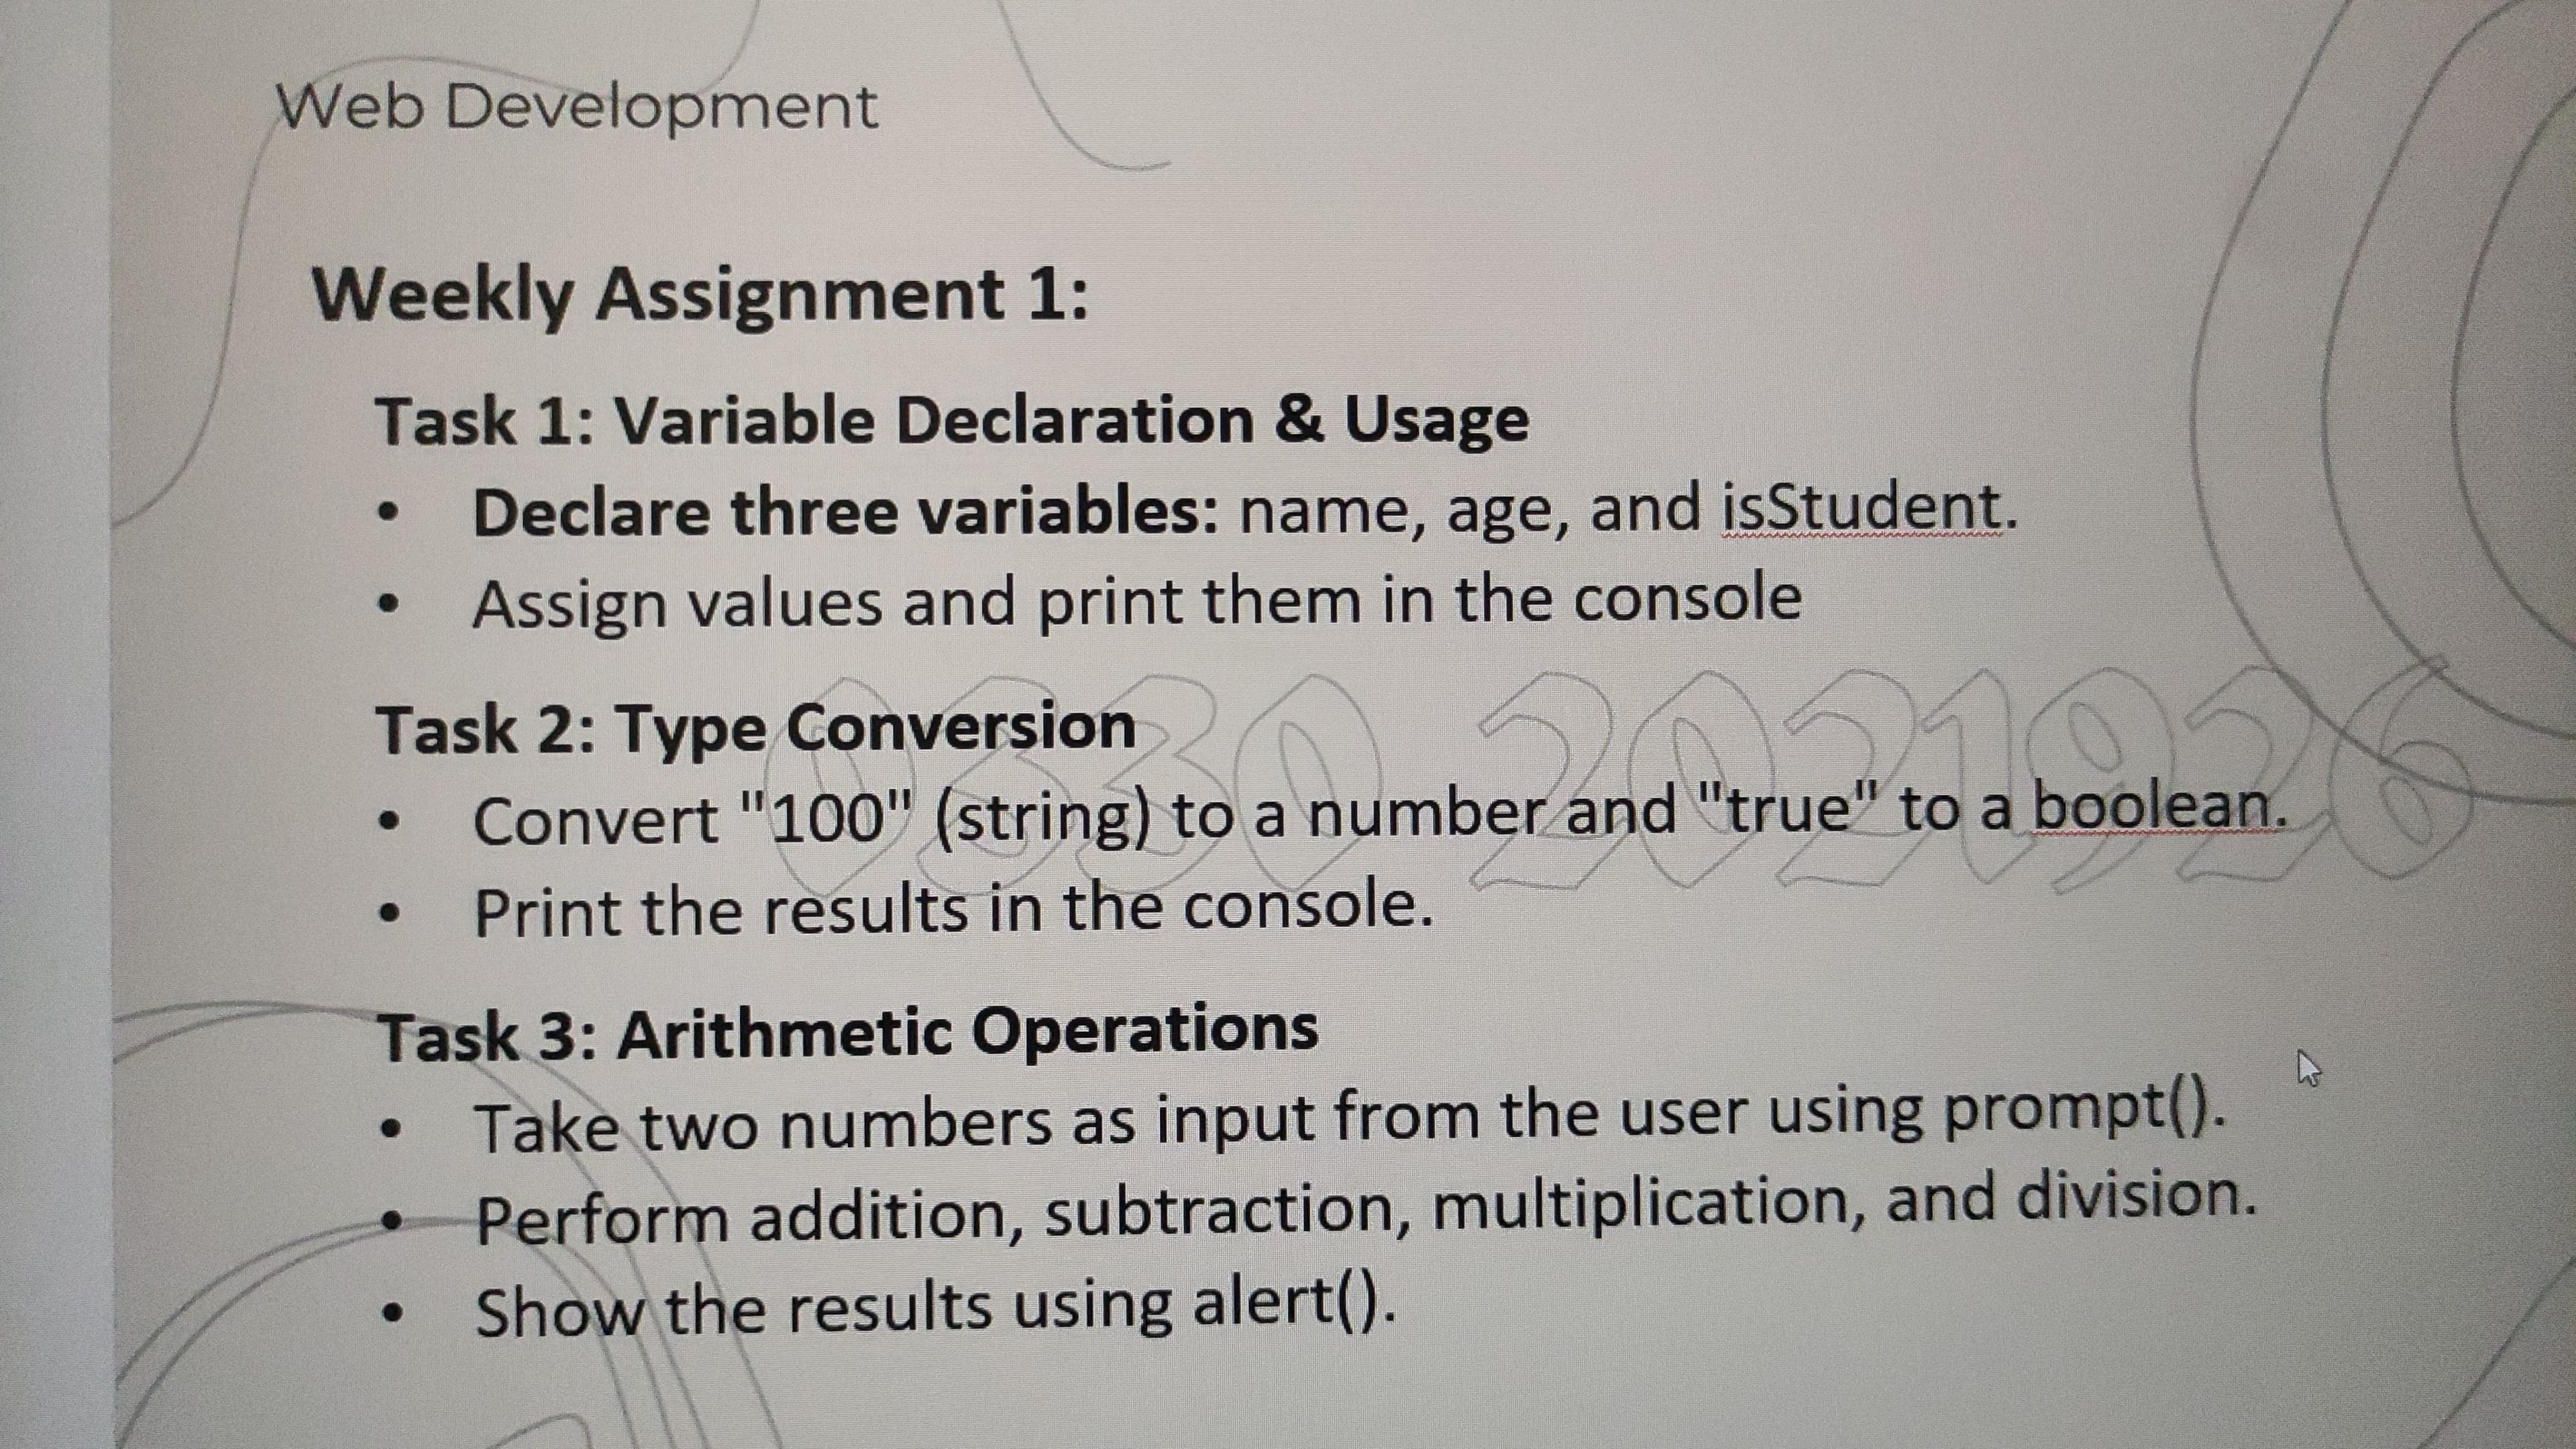 Web Development
Weekly Assignment 1:
Task 1: Variable Declaration & Usage
• Declare three variables: name, age, and isStudent.
• Assign values and print them in the console
Task 2: Type Conversion
0330 2021926
• Convert "100" (string) to a number and "true" to a boolean.
• Print the results in the console.
Task 3: Arithmetic Operations
• Take two numbers as input from the user using prompt().
• Perform addition, subtraction, multiplication, and division.
• Show the results using alert().